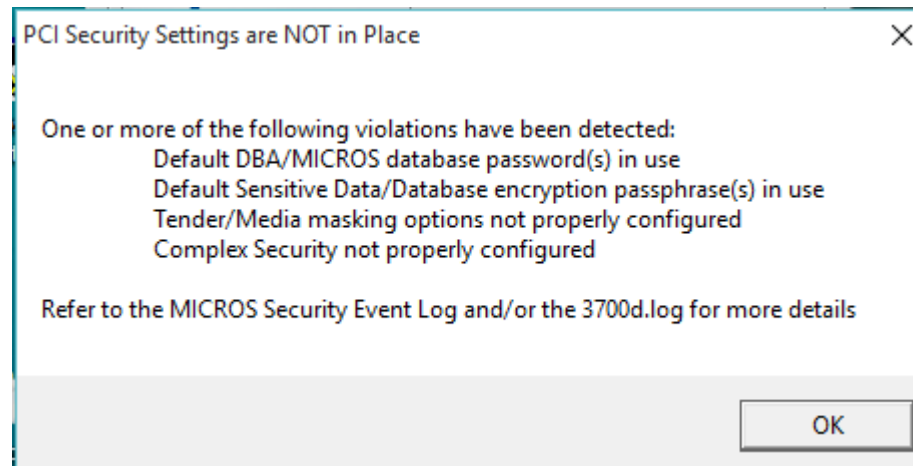 PCI Security Settings are NOT in Place
One or more of the following violations have been detected:
Default DBA/MICROS database password(s) in use
Default Sensitive Data/Database encryption passphrase(s) in use
Tender/Media masking options not properly configured
Complex Security not properly configured
Refer to the MICROS Security Event Log and/or the 3700d.log for more details
OK